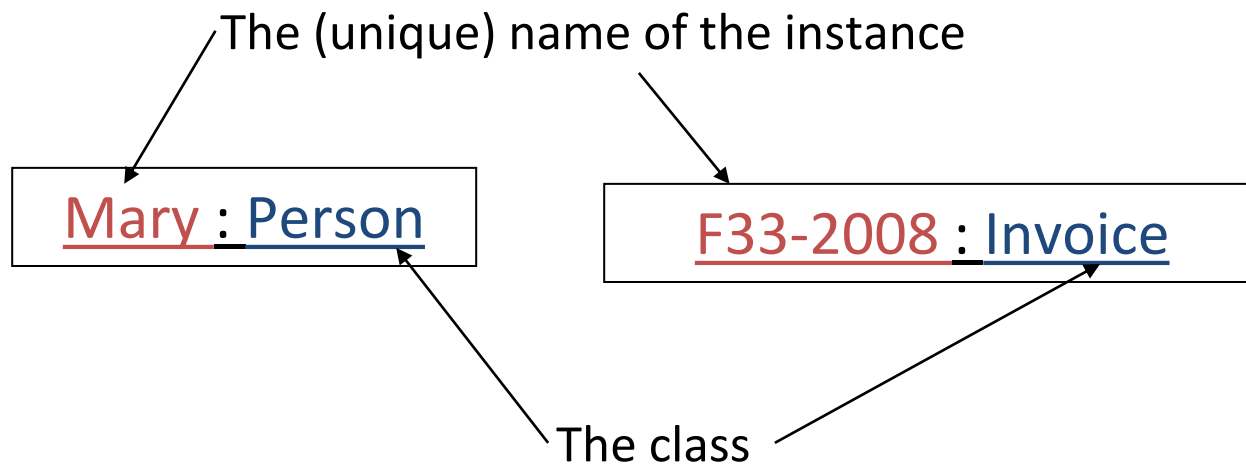 The (unique) name of the instance
Mary : Person
F33-2008 : Invoice
The class